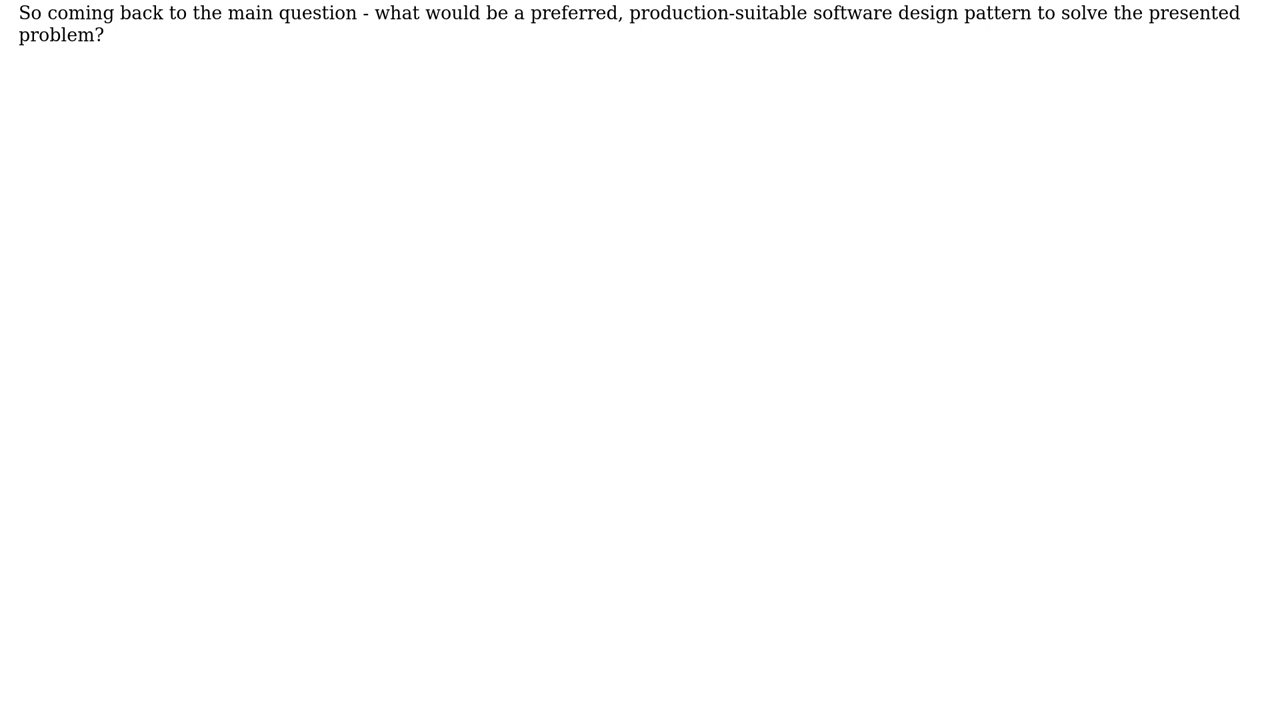 So coming back to the main question - what would be a preferred, production-suitable software design pattern to solve the presented
problem?